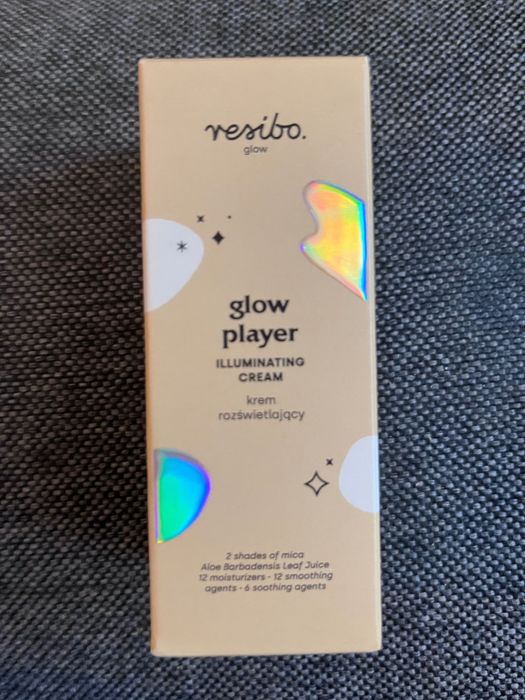 resibo.
glow
glow
player
ILLUMINATING
CREAM
krem
rozświetlający
2 shades of mica
Aloe Barbadensis Leaf Juice
12 moisturizers - 12 smoothing
agents - 6 soothing agents